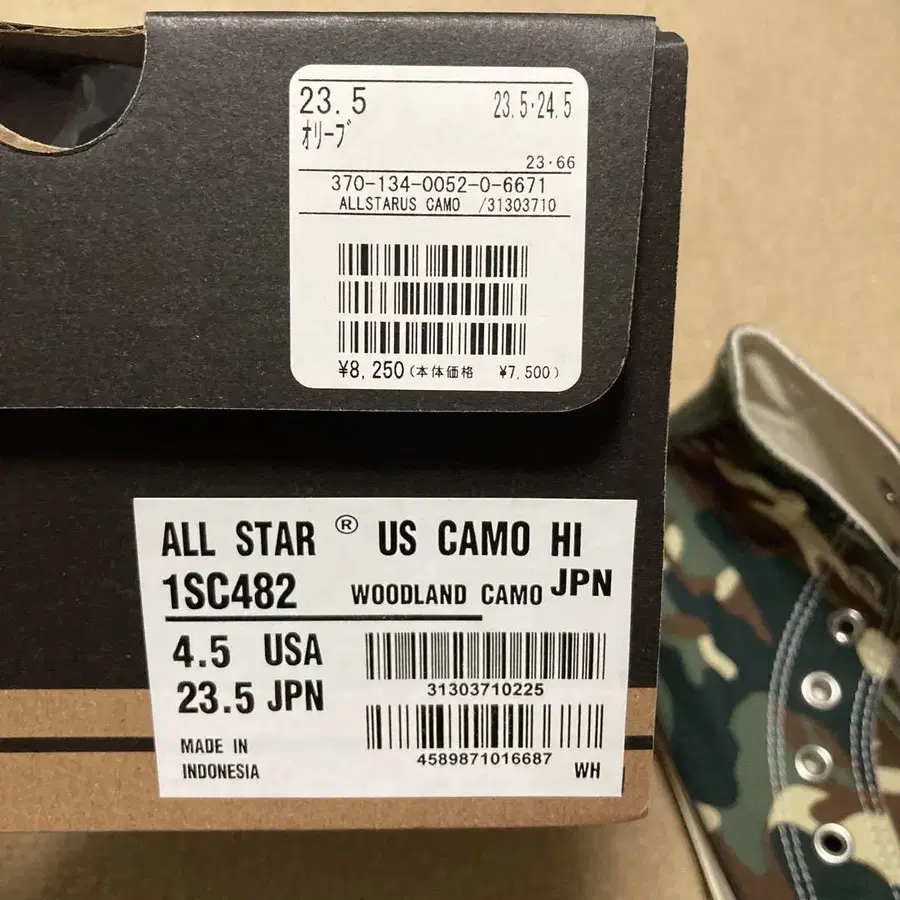 23.5 23.5・24.5
オリーブ
23・66
370-134-0052-0-6671
ALLSTARUS CAMO /31303710
¥8,250(本体価格 ¥7,500)
ALL STAR ® US CAMO HI
1SC482 WOODLAND CAMO JPN
4.5 USA
23.5 JPN
31303710225
MADE IN
INDONESIA
4589871016687
WH